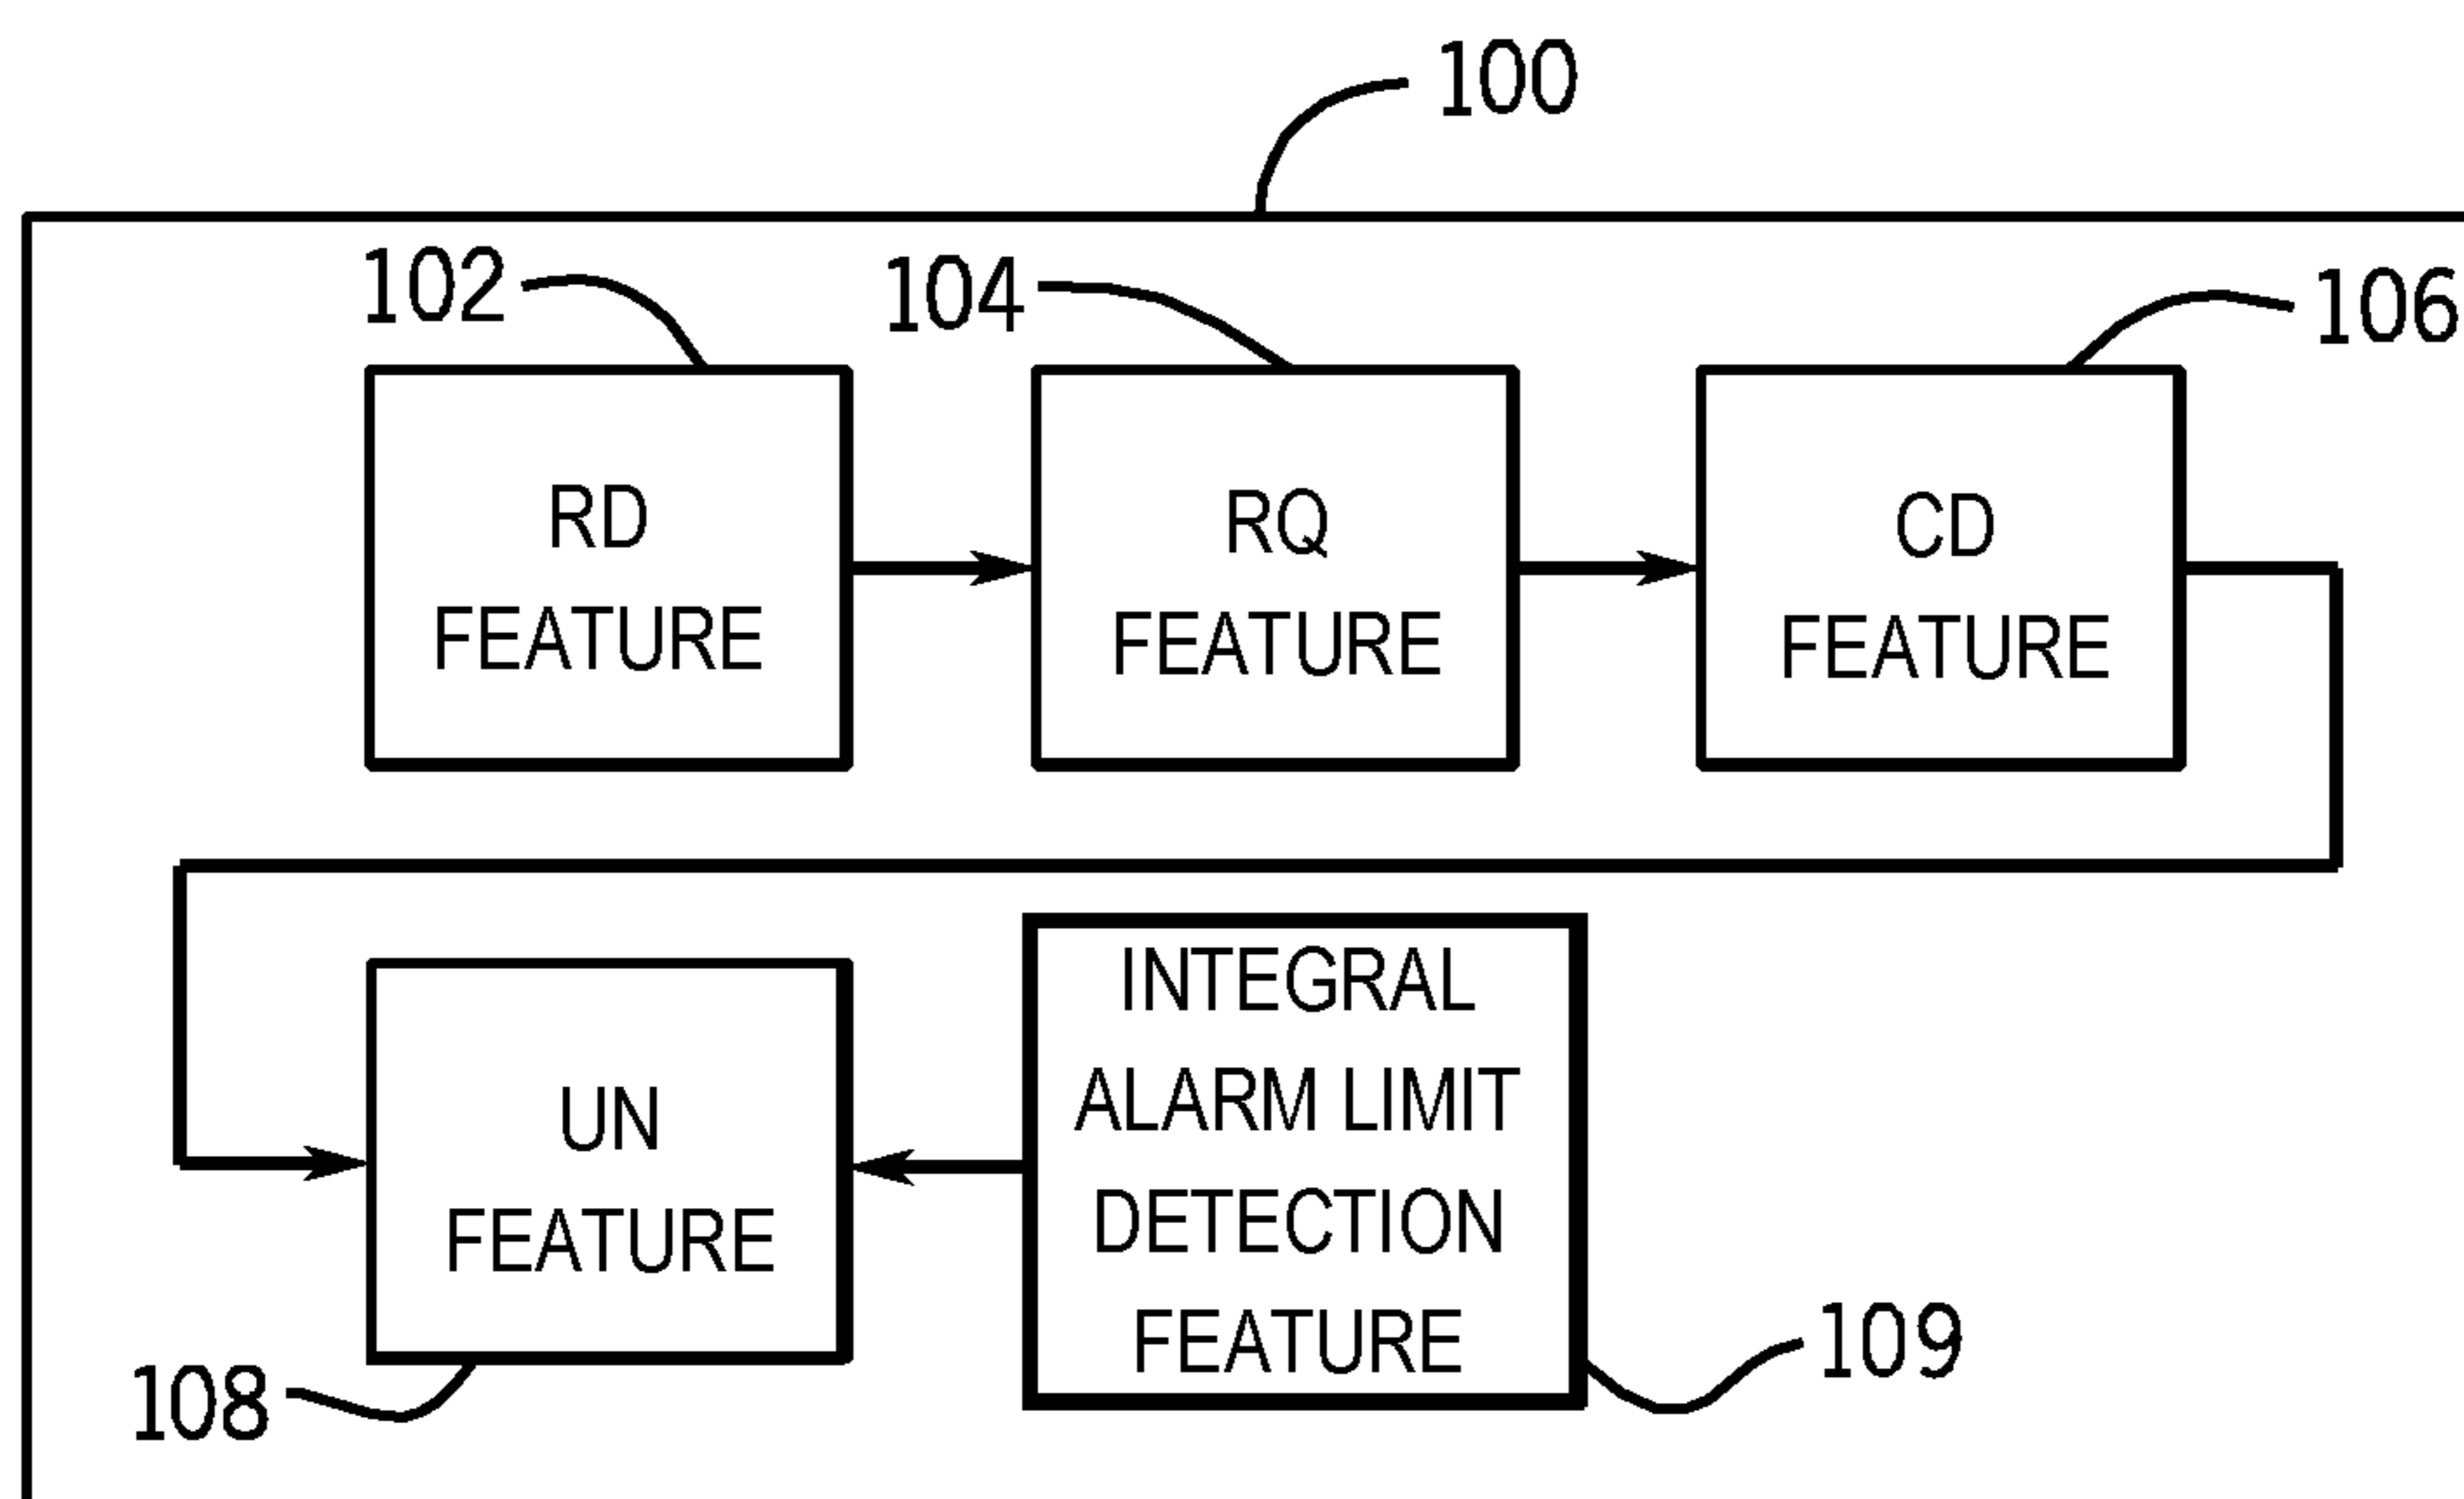 100
102
104
106
RD
FEATURE
RQ
FEATURE
CD
FEATURE
UN
FEATURE
INTEGRAL
ALARM LIMIT
DETECTION
FEATURE
108
109